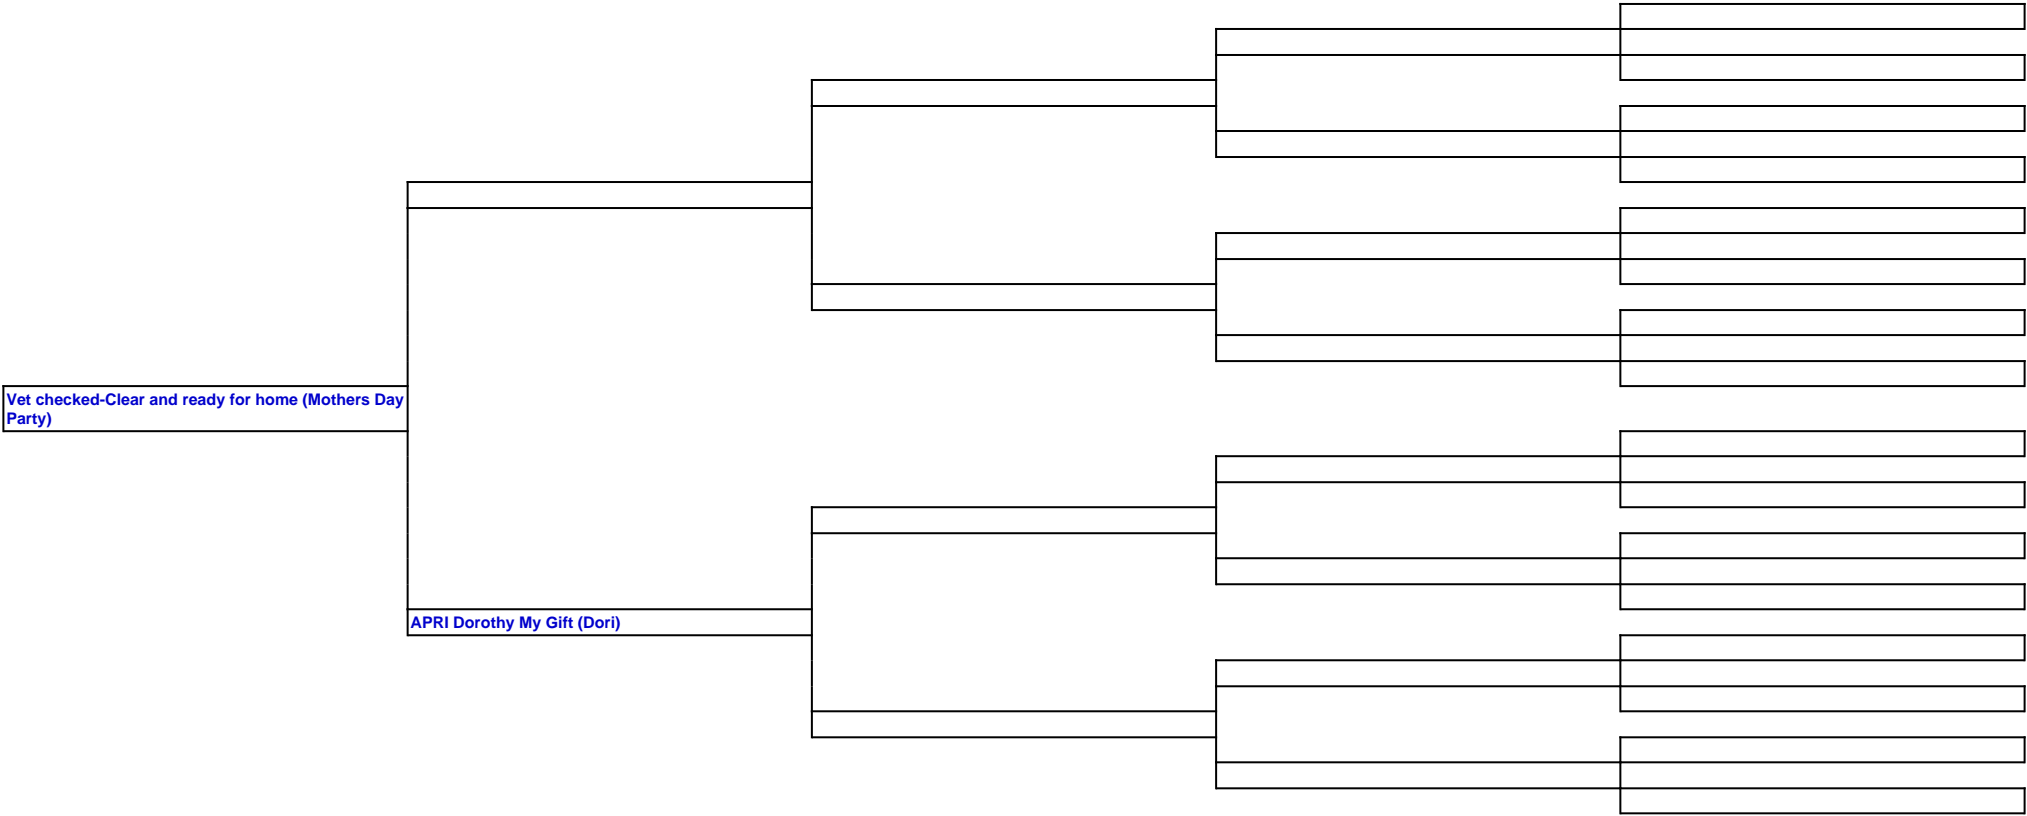 Vet checked-Clear and ready for home (Mothers Day
Party)
APRI Dorothy My Gift (Dori)